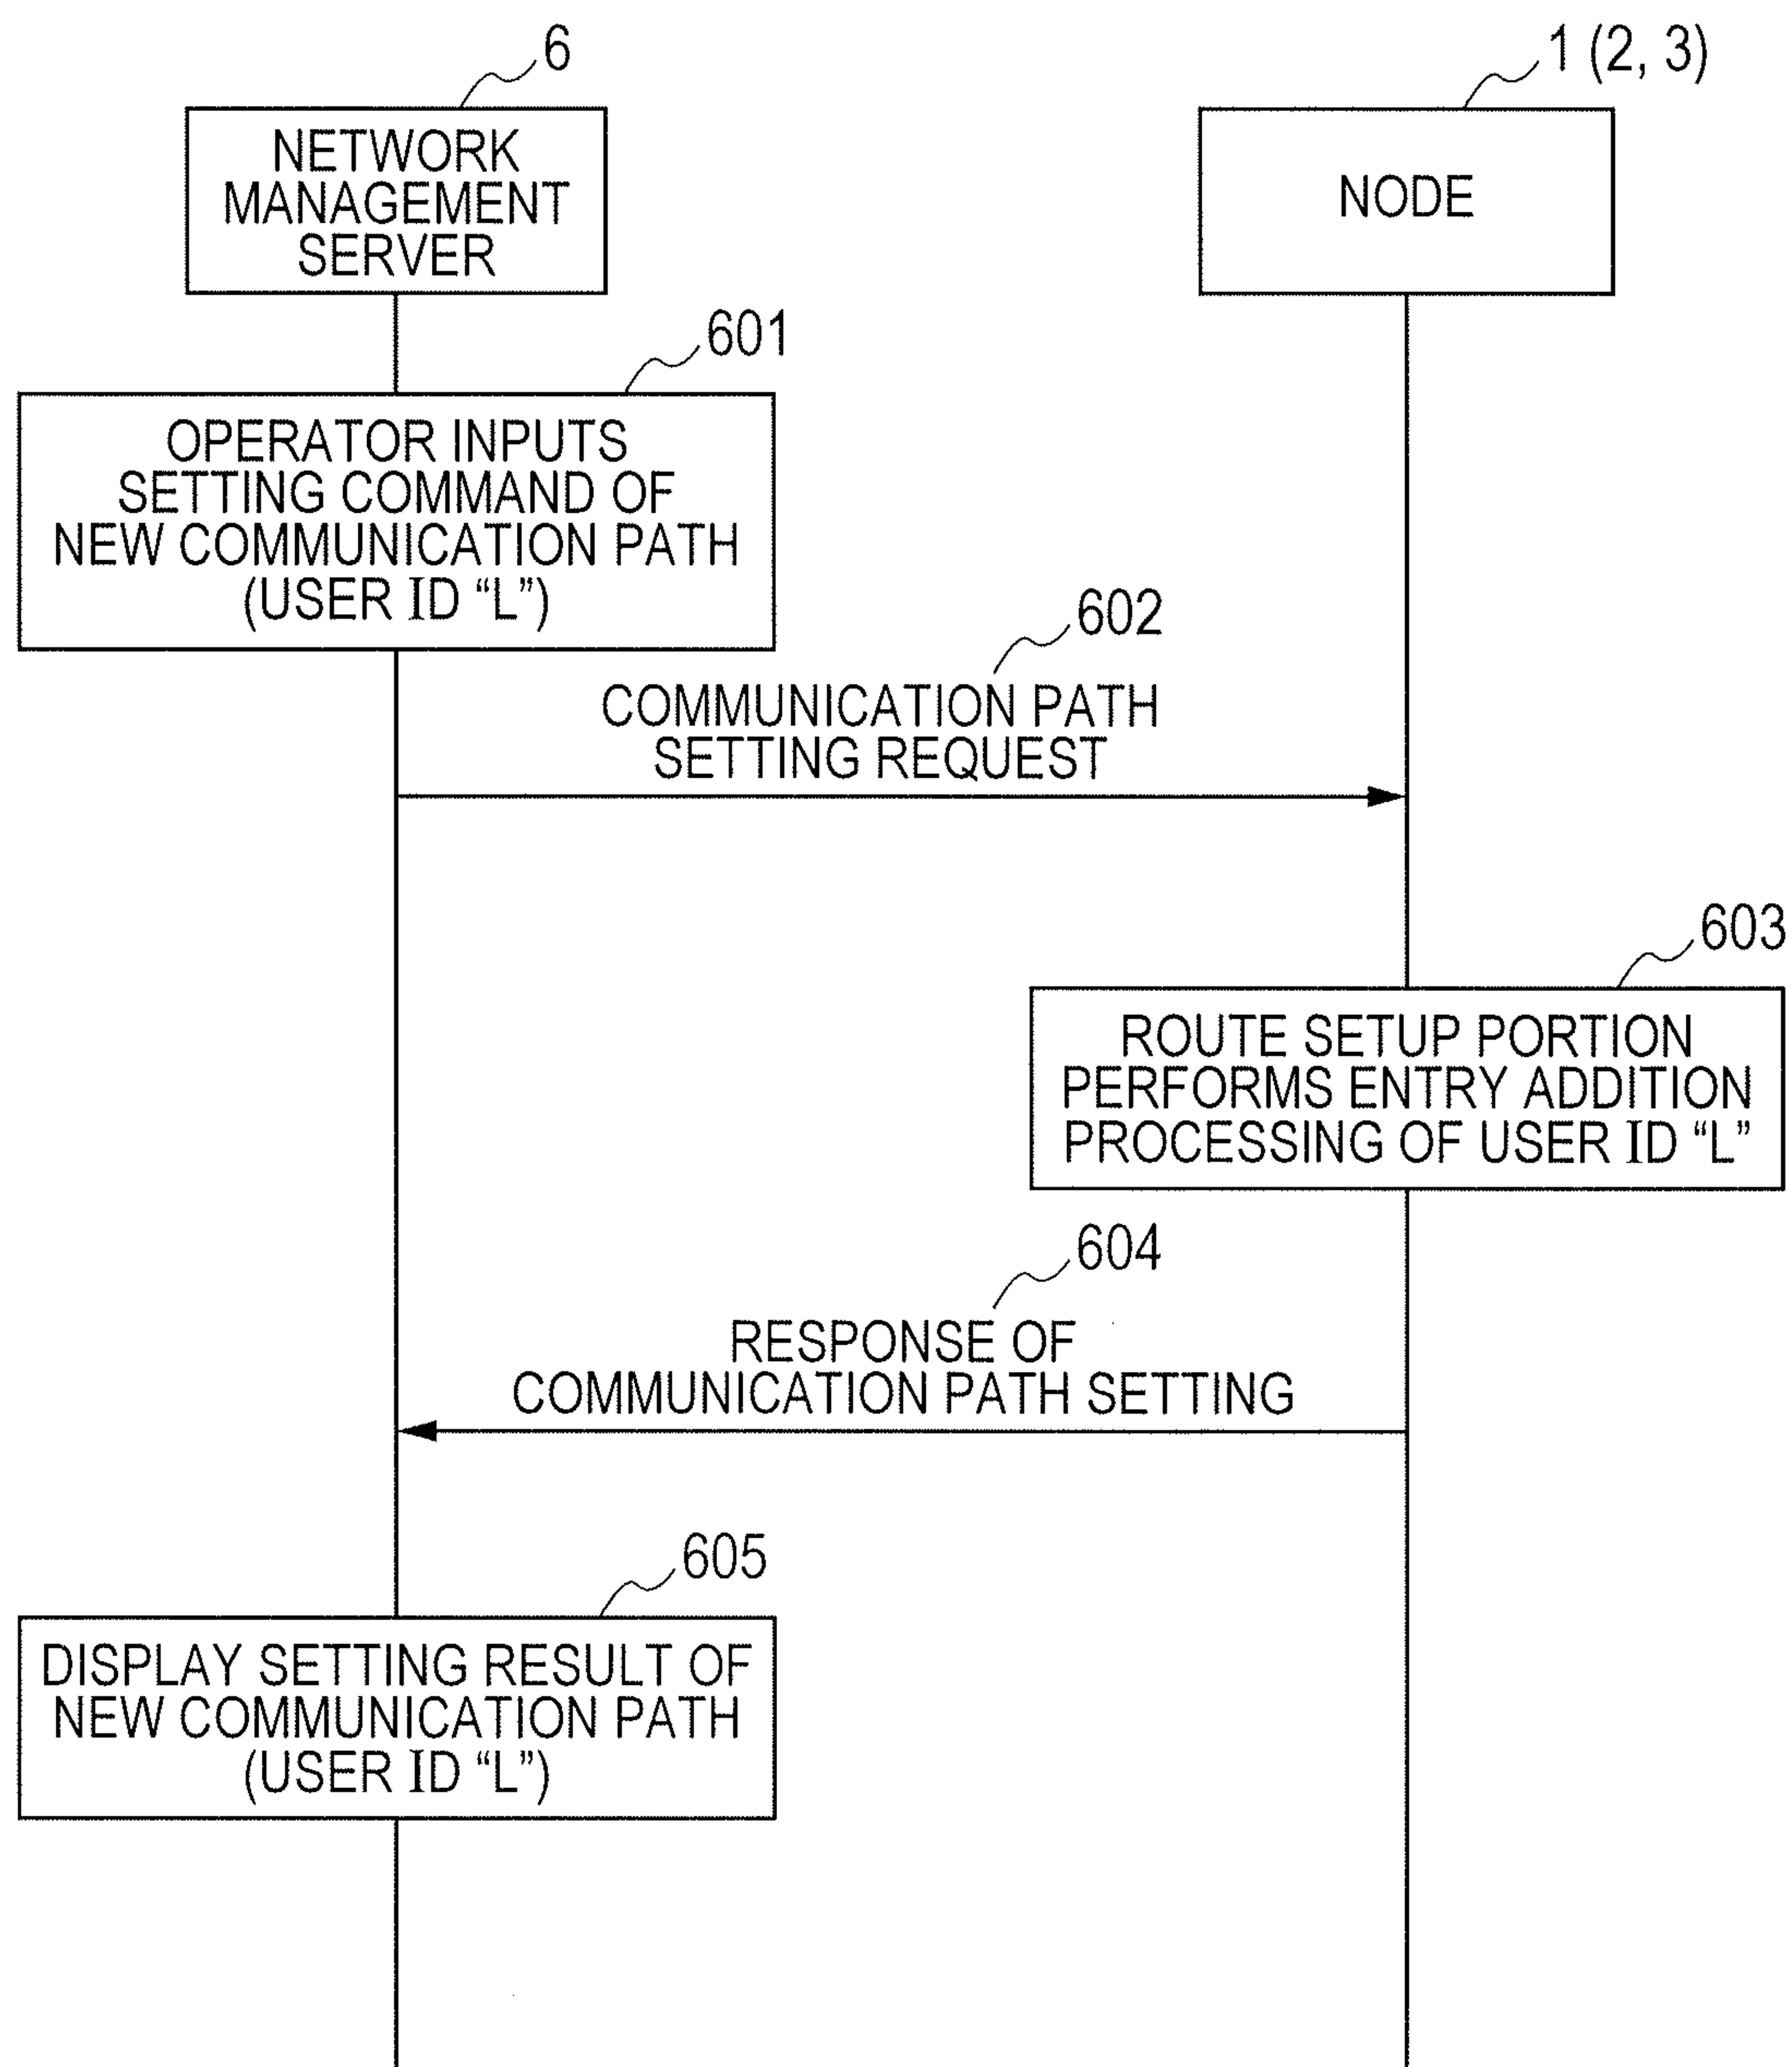 6
1 (2, 3)
NETWORK
MANAGEMENT
SERVER
NODE
601
OPERATOR INPUTS
SETTING COMMAND OF
NEW COMMUNICATION PATH
(USER ID “L”)
602
COMMUNICATION PATH
SETTING REQUEST
603
ROUTE SETUP PORTION
PERFORMS ENTRY ADDITION
PROCESSING OF USER ID “L”
604
RESPONSE OF
COMMUNICATION PATH SETTING
605
DISPLAY SETTING RESULT OF
NEW COMMUNICATION PATH
(USER ID “L”)